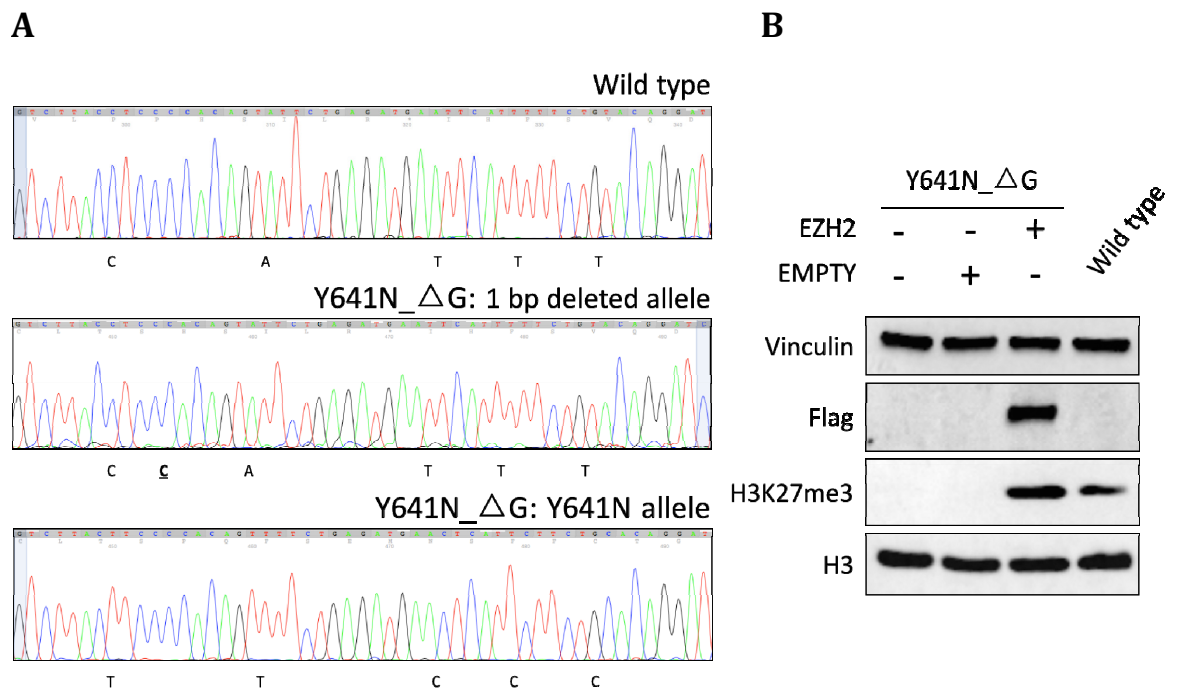 A
B
Wild type
G T C T T A C C T C C C C A C A G T A T T C T G A G A T G A A T T C A T T T T T C T G T A C A G G A T
C A T T T
Y641N_△G: 1 bp deleted allele
G T C T T A C C T C C C A C A G T A T T C T G A G A T G A A T T C A T T T T T C T G T A C A G G A T C
C C A T T T
Y641N_△G: Y641N allele
G T C T T A C T T C C C C A C A G T T T T C T G A G A T G A A C T C A T T C T T C T G C A C A G G A T
T T C C C
Y641N_△G
EZH2 - - +
EMPTY - + -
Wild type
Vinculin
Flag
H3K27me3
H3